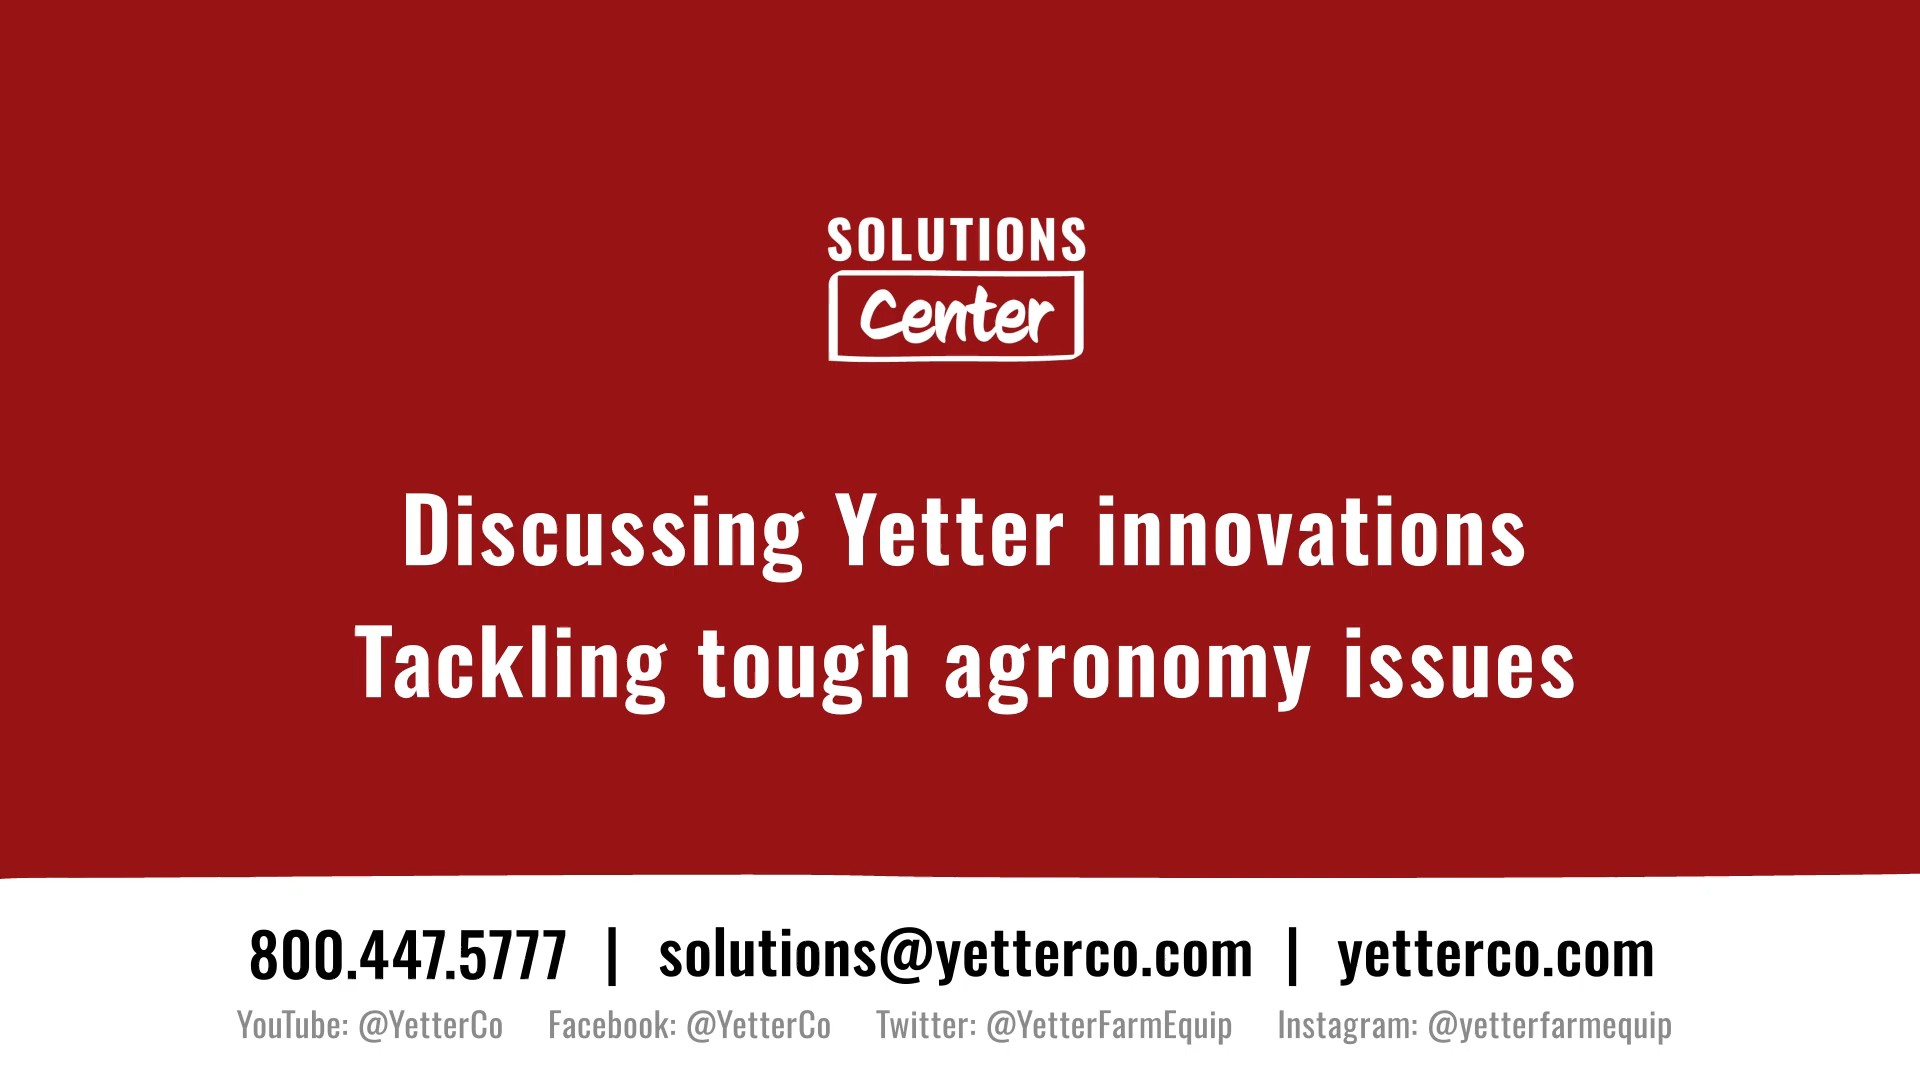 SOLUTIONS
Center
Discussing Yetter innovations
Tackling tough agronomy issues
800.447.5777 | solutions@yetterco.com | yetterco.com
YouTube: @YetterCo Facebook: @YetterCo Twitter: @YetterFarmEquip Instagram: @yetterfarmequip